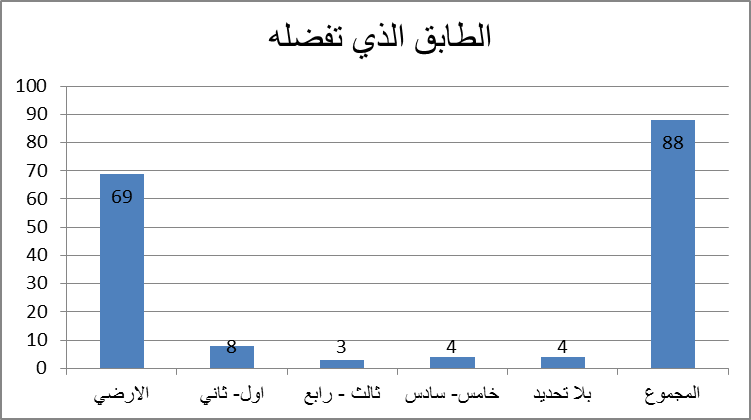 الطابق الذي تفضله
100
90
80
70
60
50
40
30
20
10
0
69
8
3
4
4
88
الارضي
اول- ثاني
ثالث - رابع
خامس- سادس
بلا تحديد
المجموع